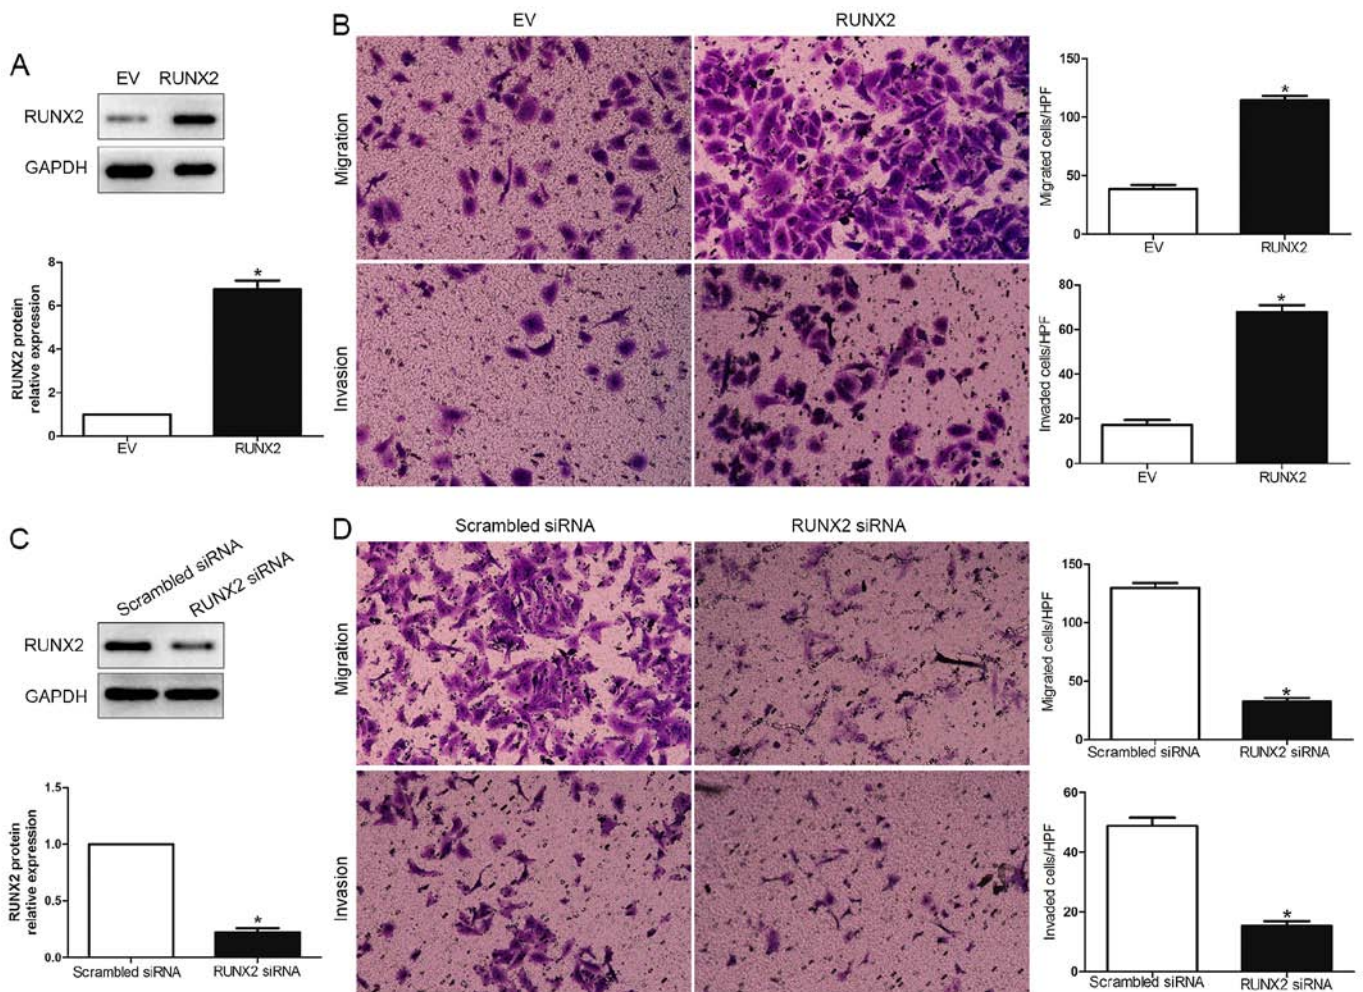 A
EV RUNX2
RUNX2
GAPDH
RUNX2 protein
relative expression
8
6
4
2
0
EV
RUNX2
*
B
EV
RUNX2
Migration
Invasion
Migrated cells/HPF
150
100
50
0
EV
RUNX2
*
Invaded cells/HPF
80
60
40
20
0
EV
RUNX2
*
C
Scrambled siRNA
RUNX2 siRNA
RUNX2
GAPDH
RUNX2 protein
relative expression
1.5
1.0
0.5
0.0
Scrambled siRNA
RUNX2 siRNA
*
D
Scrambled siRNA
RUNX2 siRNA
Migration
Invasion
Migrated cells/HPF
150
100
50
0
Scrambled siRNA
RUNX2 siRNA
*
Invaded cells/HPF
60
40
20
0
Scrambled siRNA
RUNX2 siRNA
*